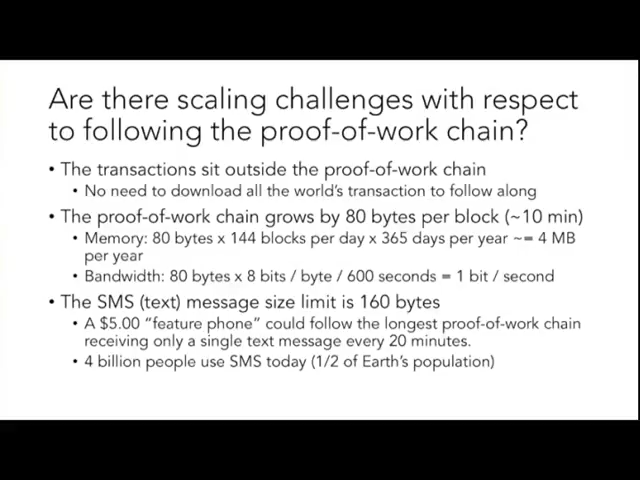 Are there scaling challenges with respect
to following the proof-of-work chain?
• The transactions sit outside the proof-of-work chain
• No need to download all the world's transaction to follow along
• The proof-of-work chain grows by 80 bytes per block (~10 min)
• Memory: 80 bytes x 144 blocks per day x 365 days per year ~= 4 MB
per year
• Bandwidth: 80 bytes x 8 bits / byte / 600 seconds = 1 bit / second
• The SMS (text) message size limit is 160 bytes
• A $5.00 “feature phone” could follow the longest proof-of-work chain
receiving only a single text message every 20 minutes.
• 4 billion people use SMS today (1/2 of Earth's population)